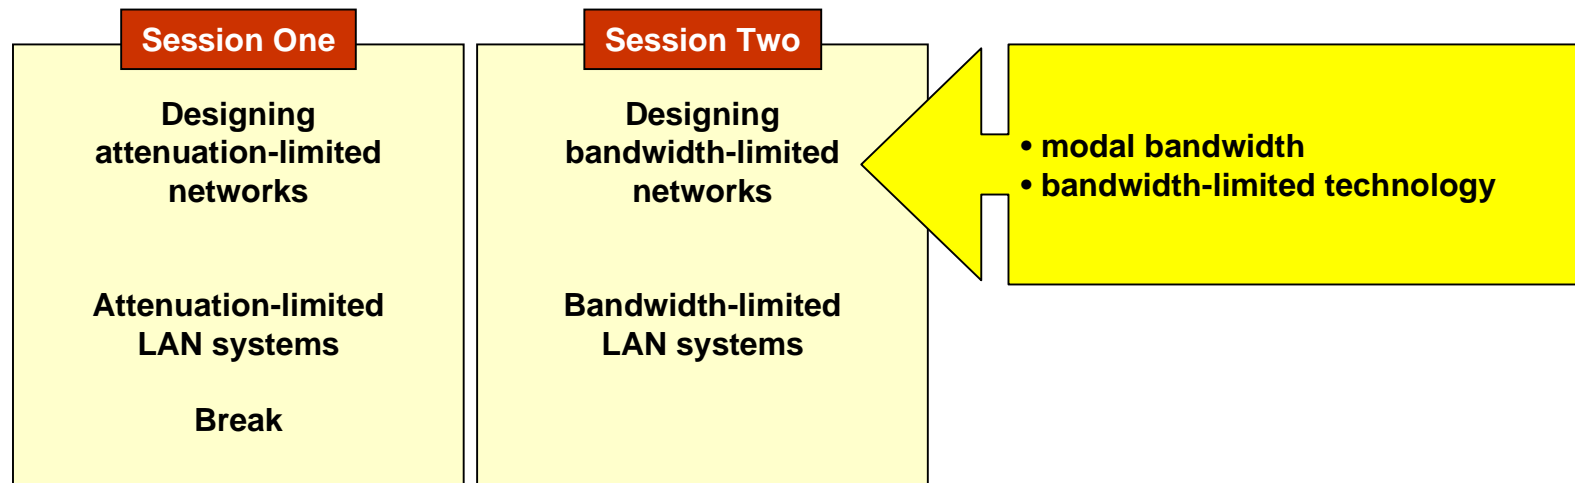 Session One
Designing
attenuation-limited
networks
Attenuation-limited
LAN systems
Break
Session Two
Designing
bandwidth-limited
networks
Bandwidth-limited
LAN systems
• modal bandwidth
• bandwidth-limited technology